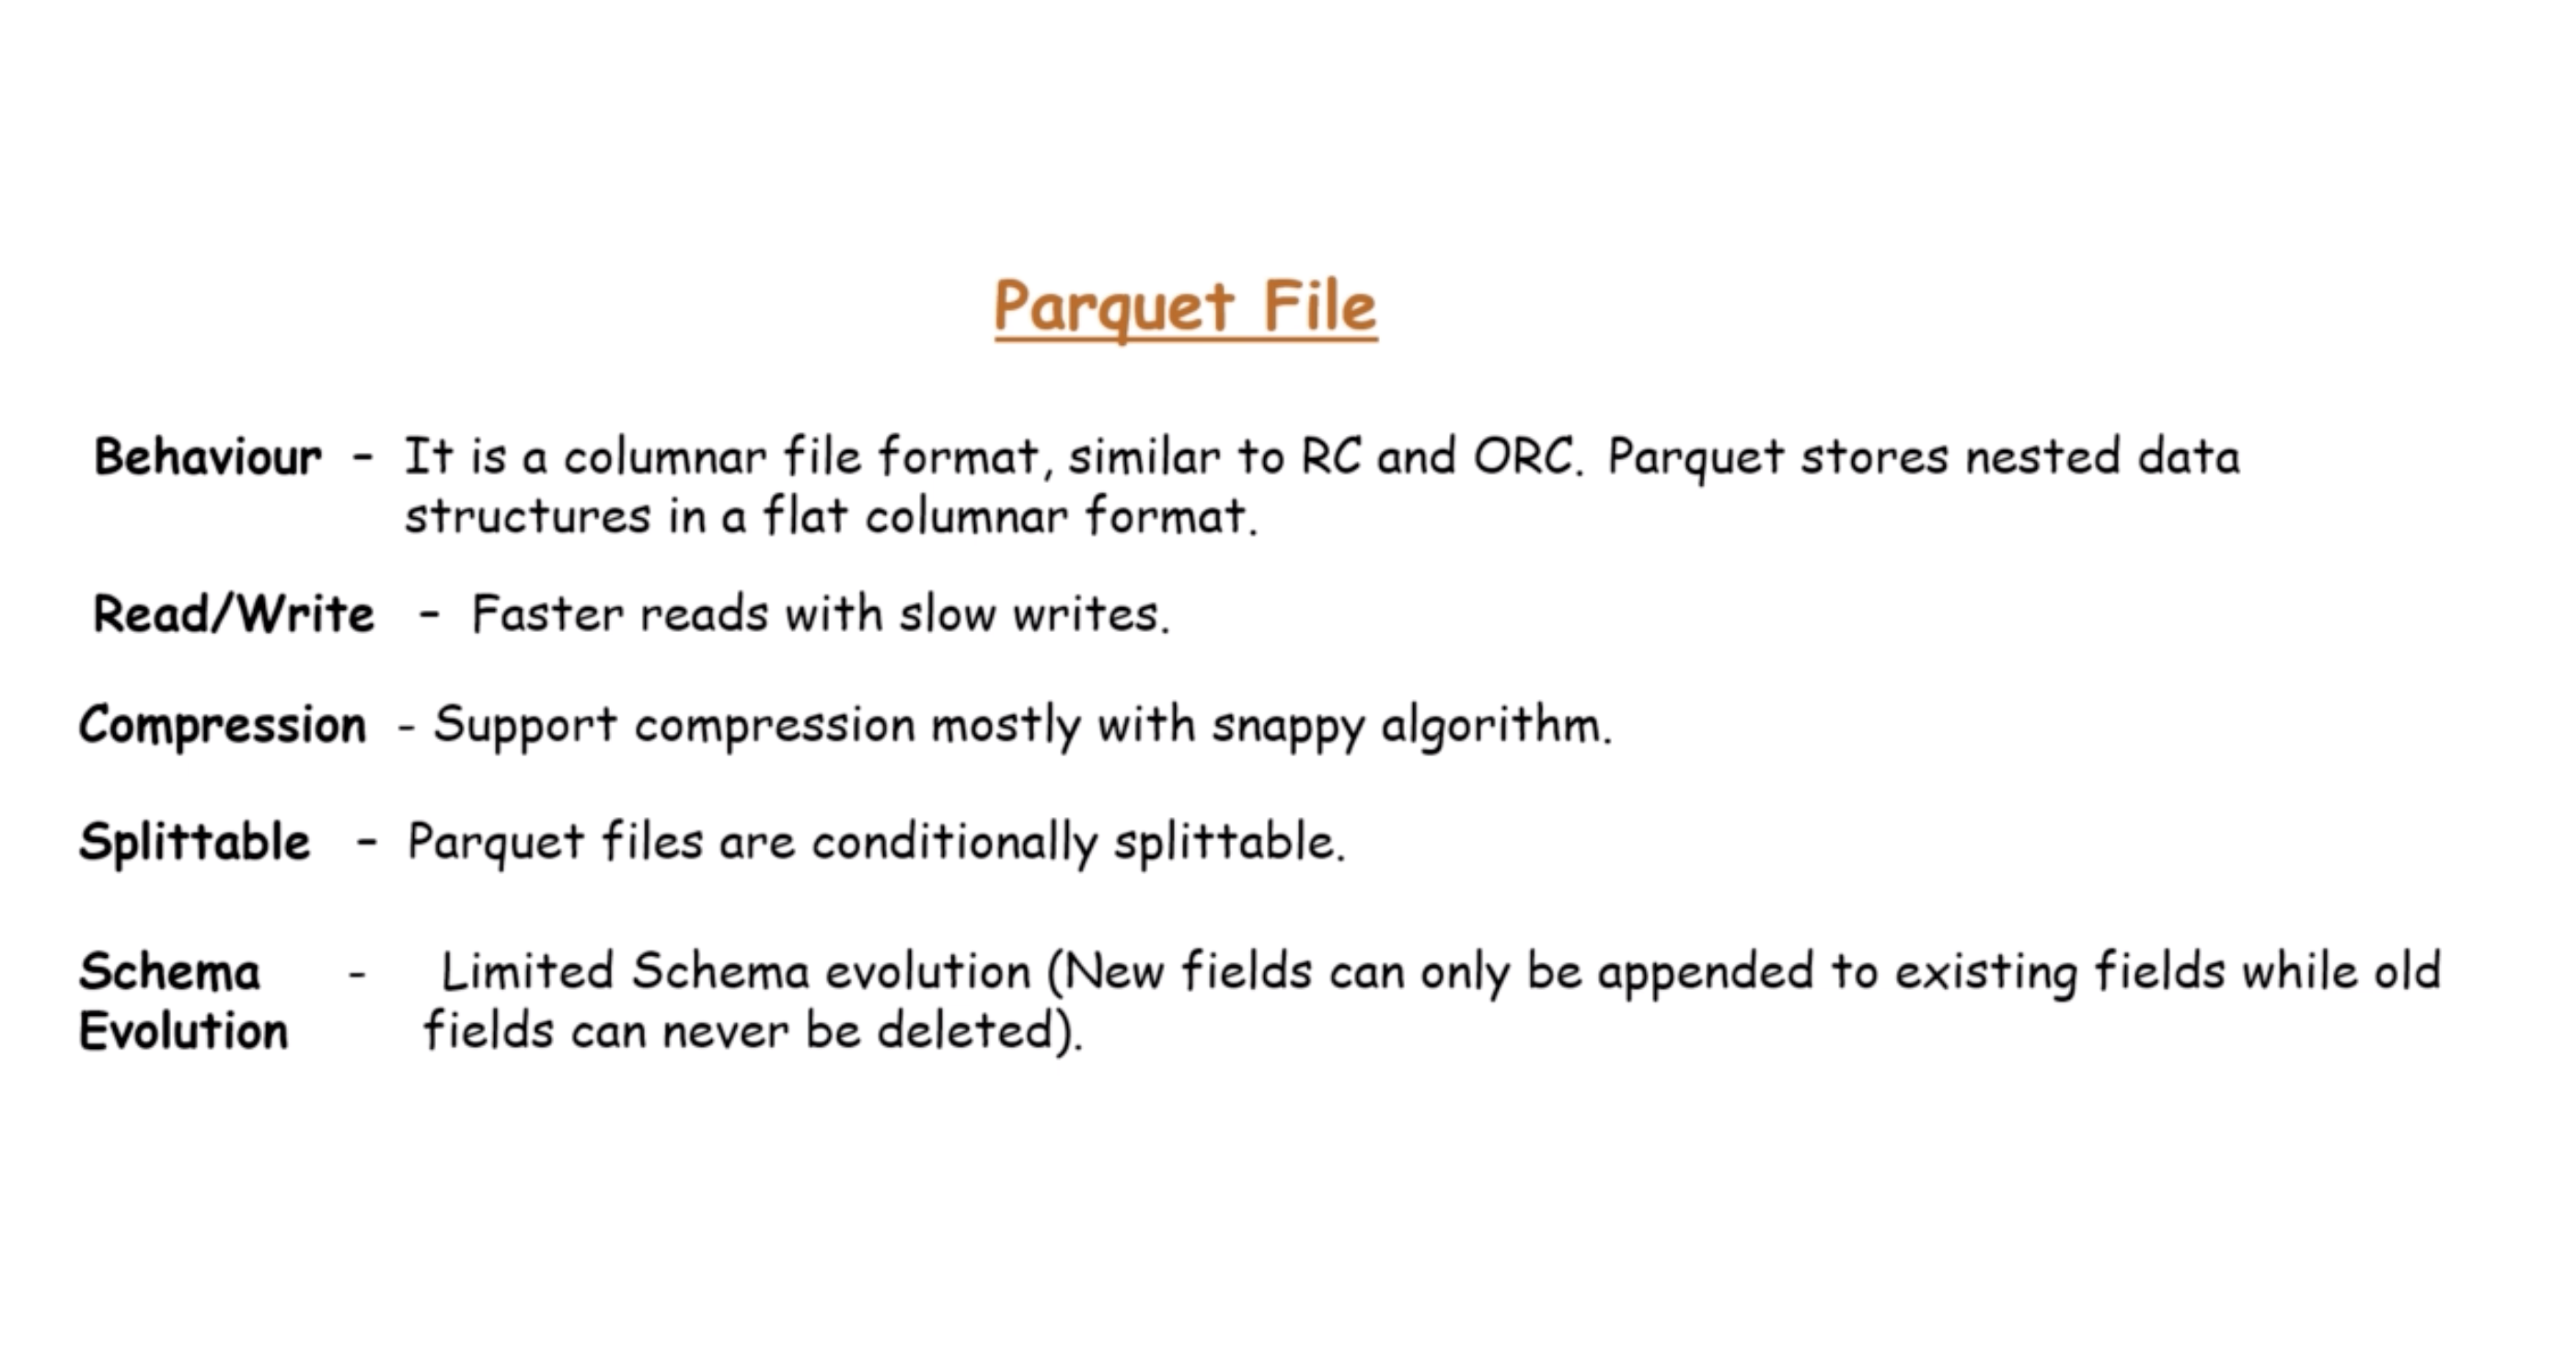 Parquet File
Behaviour - It is a columnar file format, similar to RC and ORC. Parquet stores nested data
structures in a flat columnar format.
Read/Write - Faster reads with slow writes.
Compression - Support compression mostly with snappy algorithm.
Splittable - Parquet files are conditionally splittable.
Schema - Limited Schema evolution (New fields can only be appended to existing fields while old
Evolution fields can never be deleted).